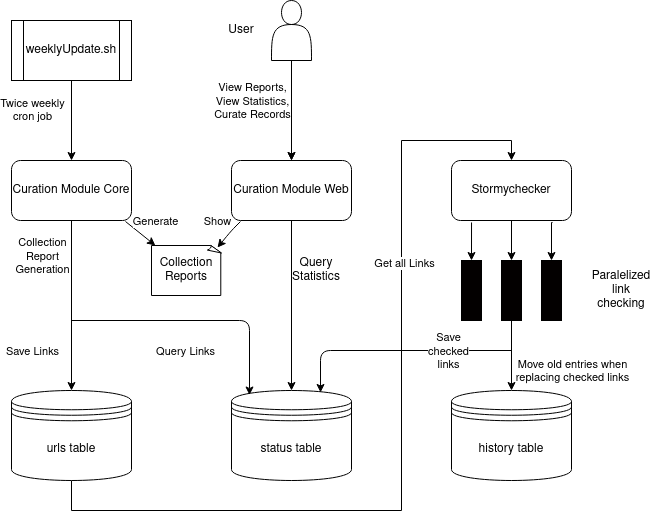 User
weeklyUpdate.sh
Twice weekly
cron job
View Reports,
View Statistics,
Curate Records
Curation Module Core
Curation Module Web
Stormychecker
Generate
Show
Collection
Report
Generation
Collection
Reports
Query
Statistics
Get all Links
Paralelized
link
checking
Save Links
Query Links
Save
checked
links
Move old entries when
replacing checked links
urls table
status table
history table